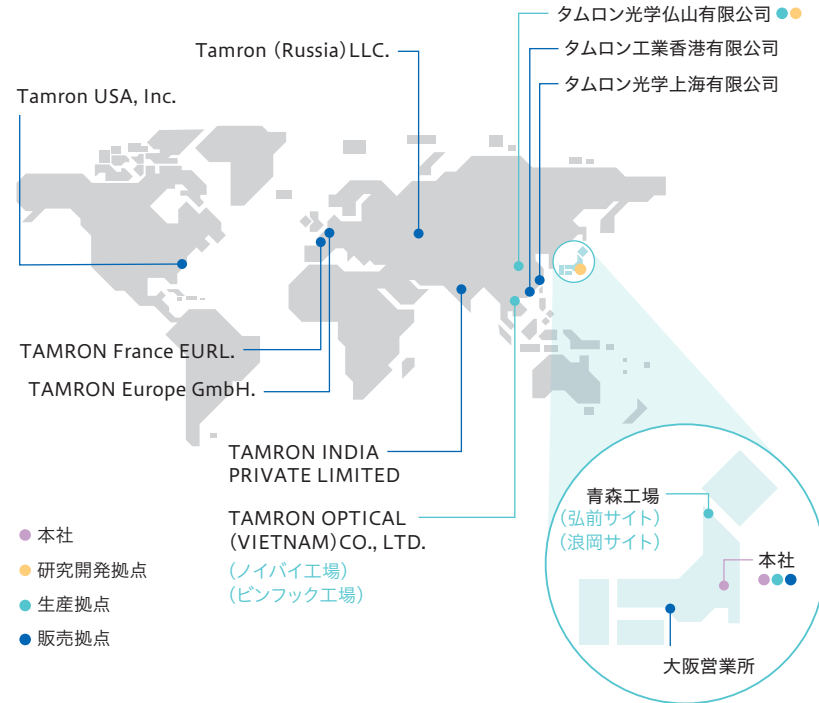 タムロン光学仏山有限公司
Tamron (Russia)LLC.
タムロン工業香港有限公司
タムロン光学上海有限公司
Tamron USA, Inc.
TAMRON France EURL.
TAMRON Europe GmbH.
TAMRON INDIA
PRIVATE LIMITED
TAMRON OPTICAL
(VIETNAM)CO., LTD.
(ノイバイ工場)
(ビンフック工場)
本社
研究開発拠点
生産拠点
販売拠点
青森工場
(弘前サイト)
(浪岡サイト)
本社
大阪営業所